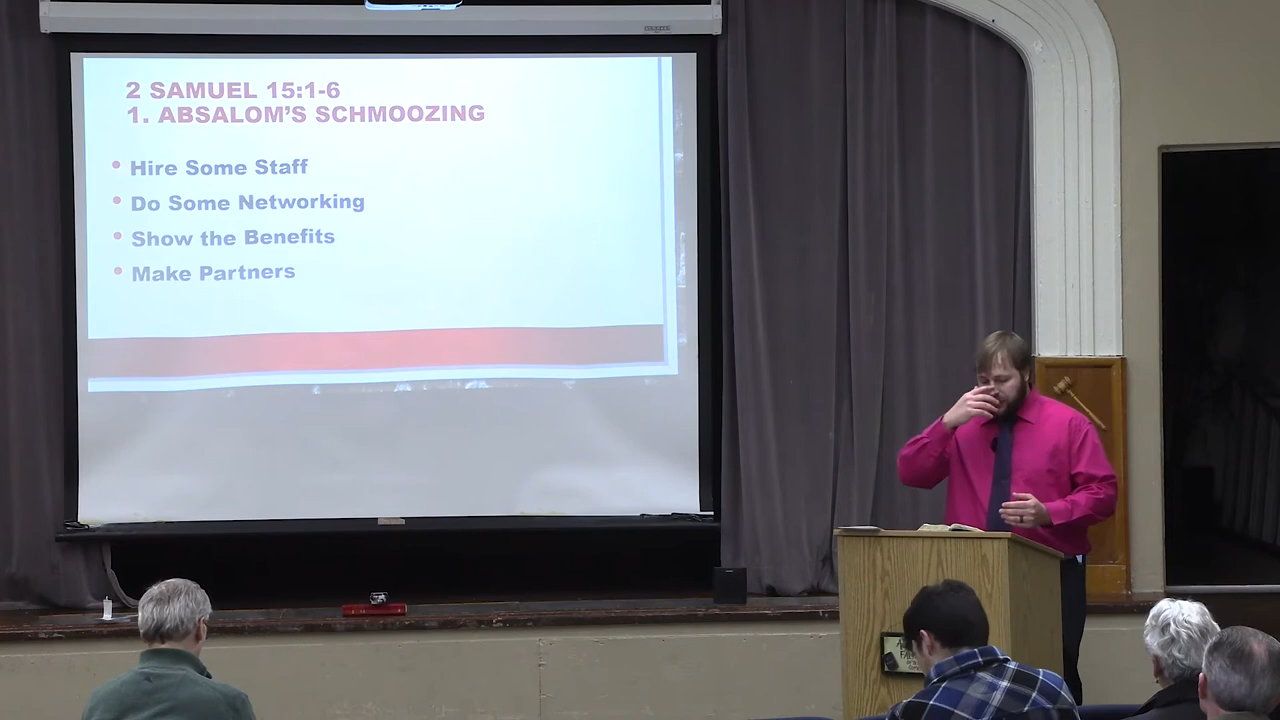 2 SAMUEL 15:1-6
1. ABSALOM'S SCHMOOZING
• Hire Some Staff
• Do Some Networking
• Show the Benefits
• Make Partners